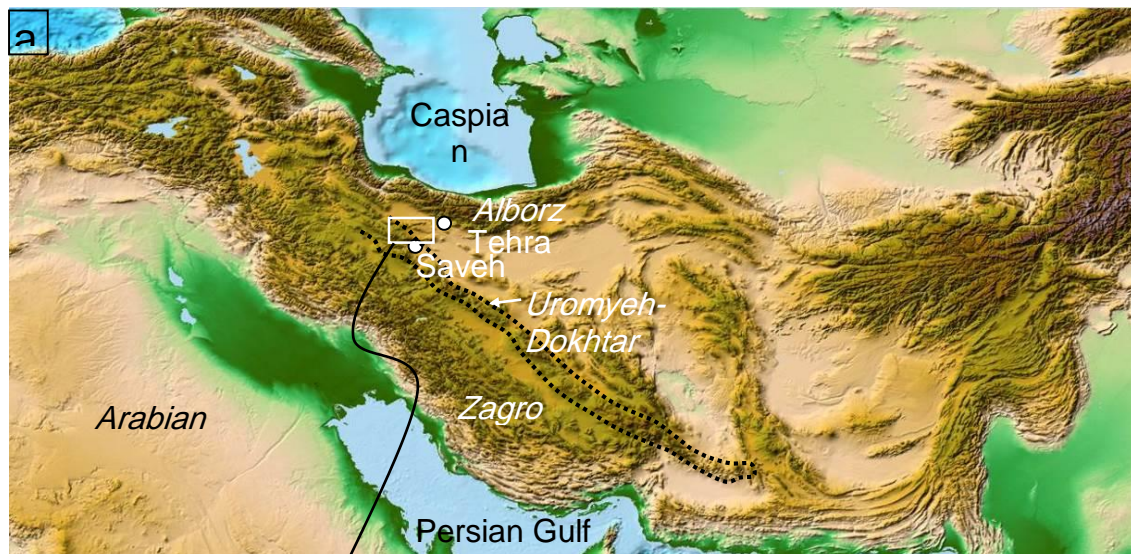 a
Caspia
n
Alborz
Tehra
Saveh
Uromyeh-
Dokhtar
Zagro
Arabian
Persian Gulf